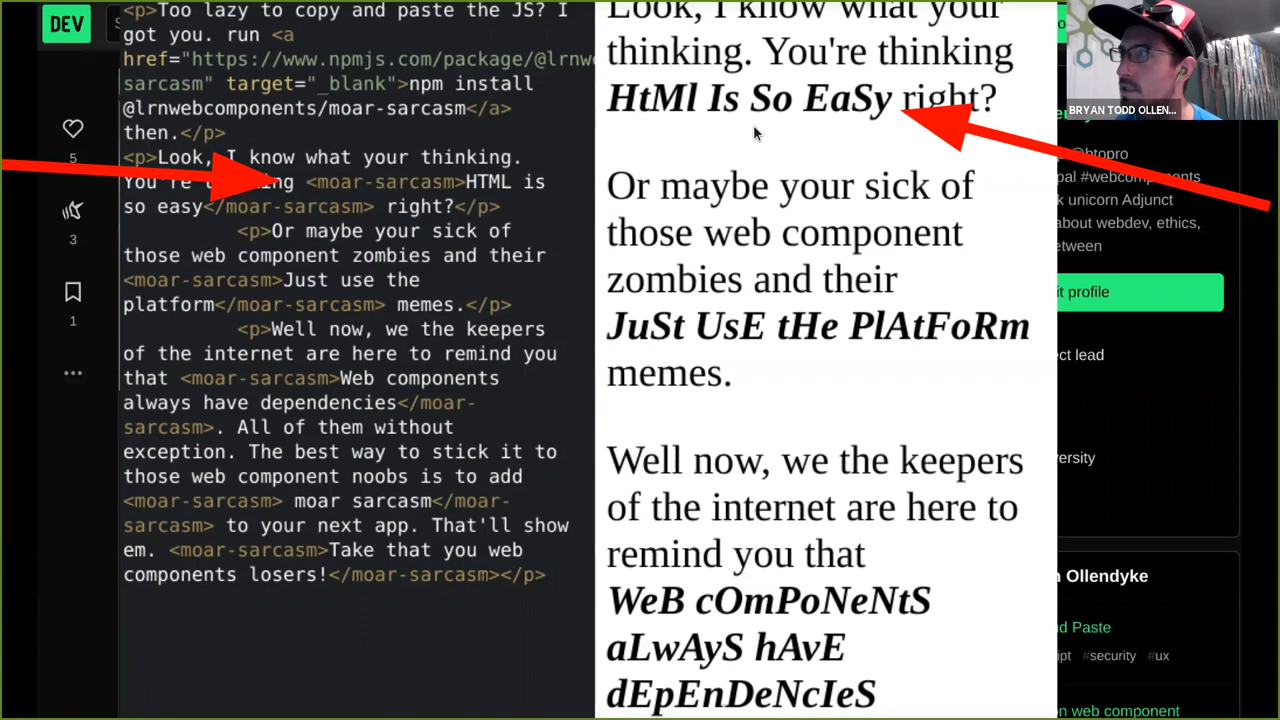 DEV
5
3
1
<p>Too lazy to copy and paste the JS? I
got you. run <a
href="https://www.npmjs.com/package/@lrnwe
sarcasm" target="_blank">npm install
@lrnwebcomponents/moar-sarcasm</a>
then.</p>
<p>Look, I know what your thinking.
You're thinking <moar-sarcasm>HTML is
so easy</moar-sarcasm> right?</p>
<p>Or maybe your sick of
those web component zombies and their
<moar-sarcasm>Just use the
platform</moar-sarcasm> memes.</p>
<p>Well now, we the keepers
of the internet are here to remind you
that <moar-sarcasm>Web components
always have dependencies</moar-
sarcasm>. All of them without
exception. The best way to stick it to
those web component noobs is to add
<moar-sarcasm> moar sarcasm</moar-
sarcasm> to your next app. That'll show
em. <moar-sarcasm>Take that you web
components losers!</moar-sarcasm></p>
Look, I know what your
thinking. You're thinking
HtMl Is So EaSy right?
Or maybe your sick of
those web component
zombies and their
JuSt UsE tHe PlAtFoRm
memes.
Well now, we the keepers
of the internet are here to
remind you that
WeB cOmPoNeNtS
aLwAyS hAvE
dEpEnDeNcIeS
BRYAN TODD OLLEN...
@btopro
pal #webcomponents
k unicorn Adjunct
about webdev, ethics,
etween
it profile
ect lead
versity
n Ollendyke
nd Paste
ipt #security #ux
on web component